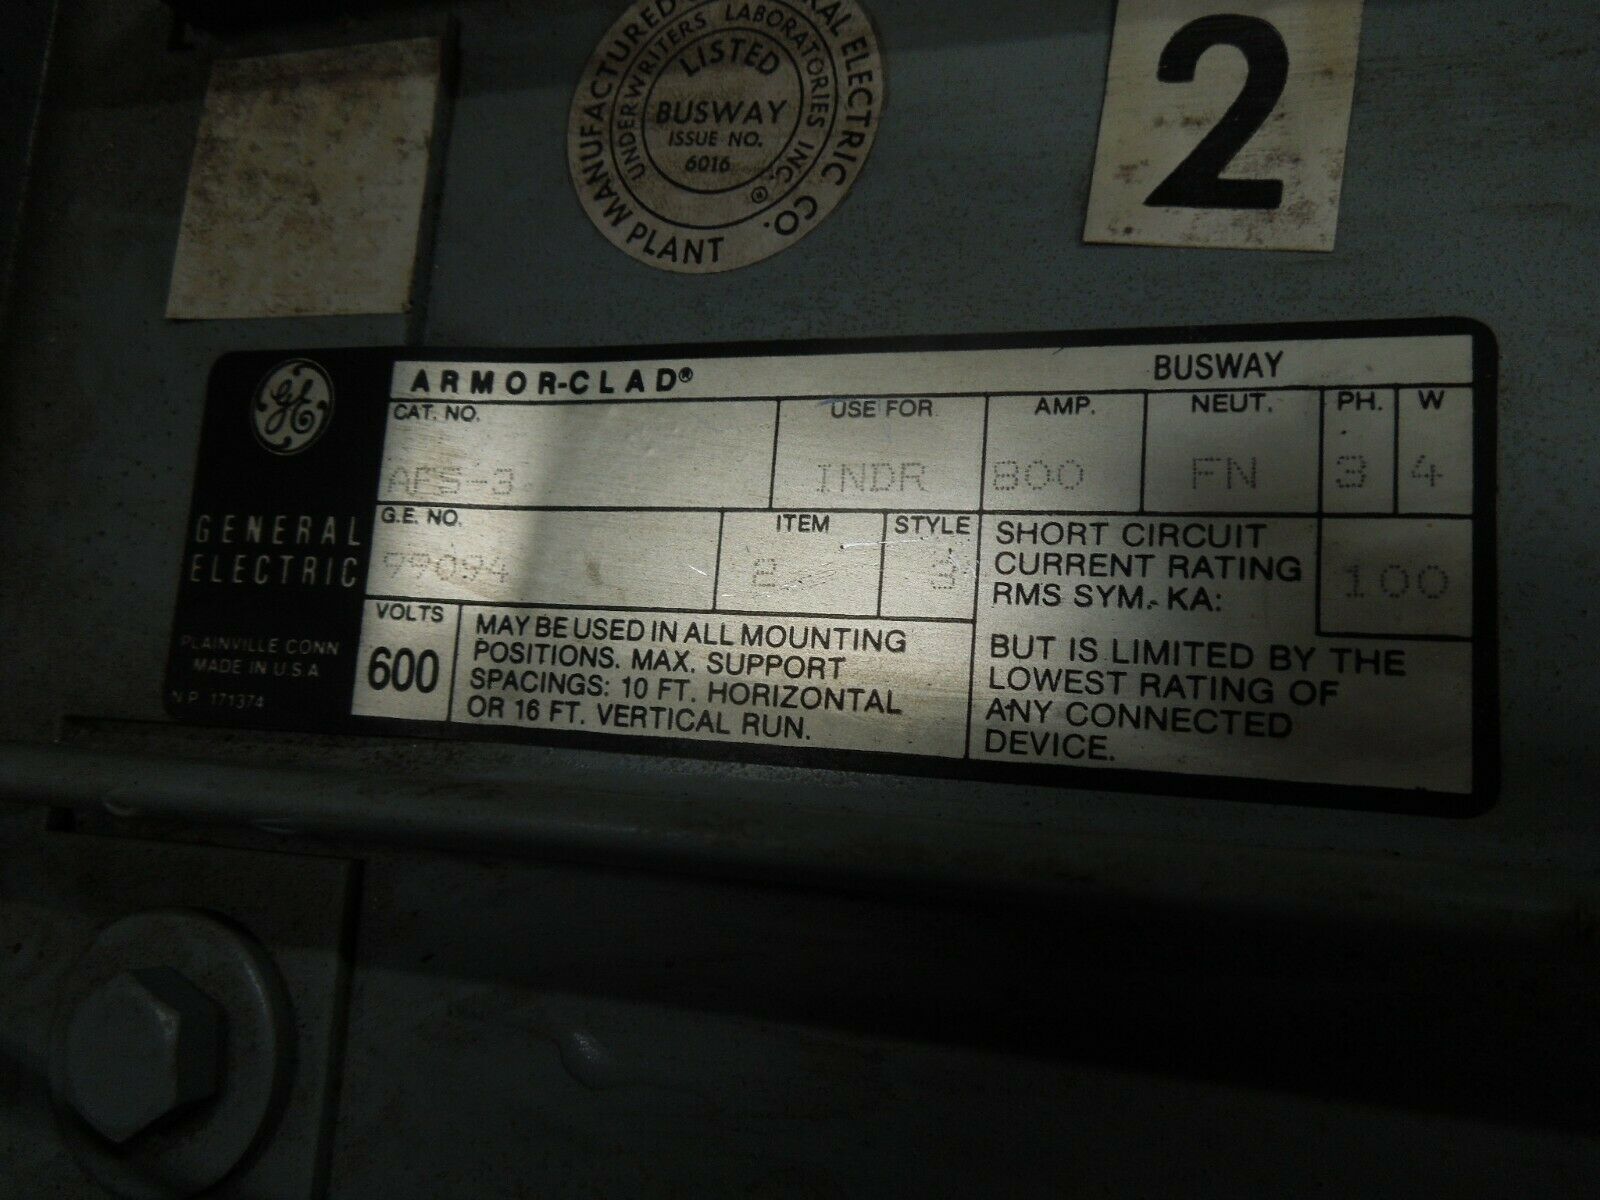 MANUFACTURED GENERAL ELECTRIC CO.
PLANT
UNDERWRITERS LABORATORIES INC.®
LISTED
BUSWAY
ISSUE NO.
6016
2
GE
GENERAL
ELECTRIC
PLAINVILLE CONN
MADE IN U.S.A
N.P. 171374
ARMOR-CLAD® BUSWAY
CAT. NO. USE FOR AMP. NEUT. PH. W
AFS-3 INDR 800 FN 3 4
G.E. NO. ITEM STYLE
99094 2 3
VOLTS
600
MAY BE USED IN ALL MOUNTING
POSITIONS. MAX. SUPPORT
SPACINGS: 10 FT. HORIZONTAL
OR 16 FT. VERTICAL RUN.
SHORT CIRCUIT
CURRENT RATING
RMS SYM. KA:
100
BUT IS LIMITED BY THE
LOWEST RATING OF
ANY CONNECTED
DEVICE.